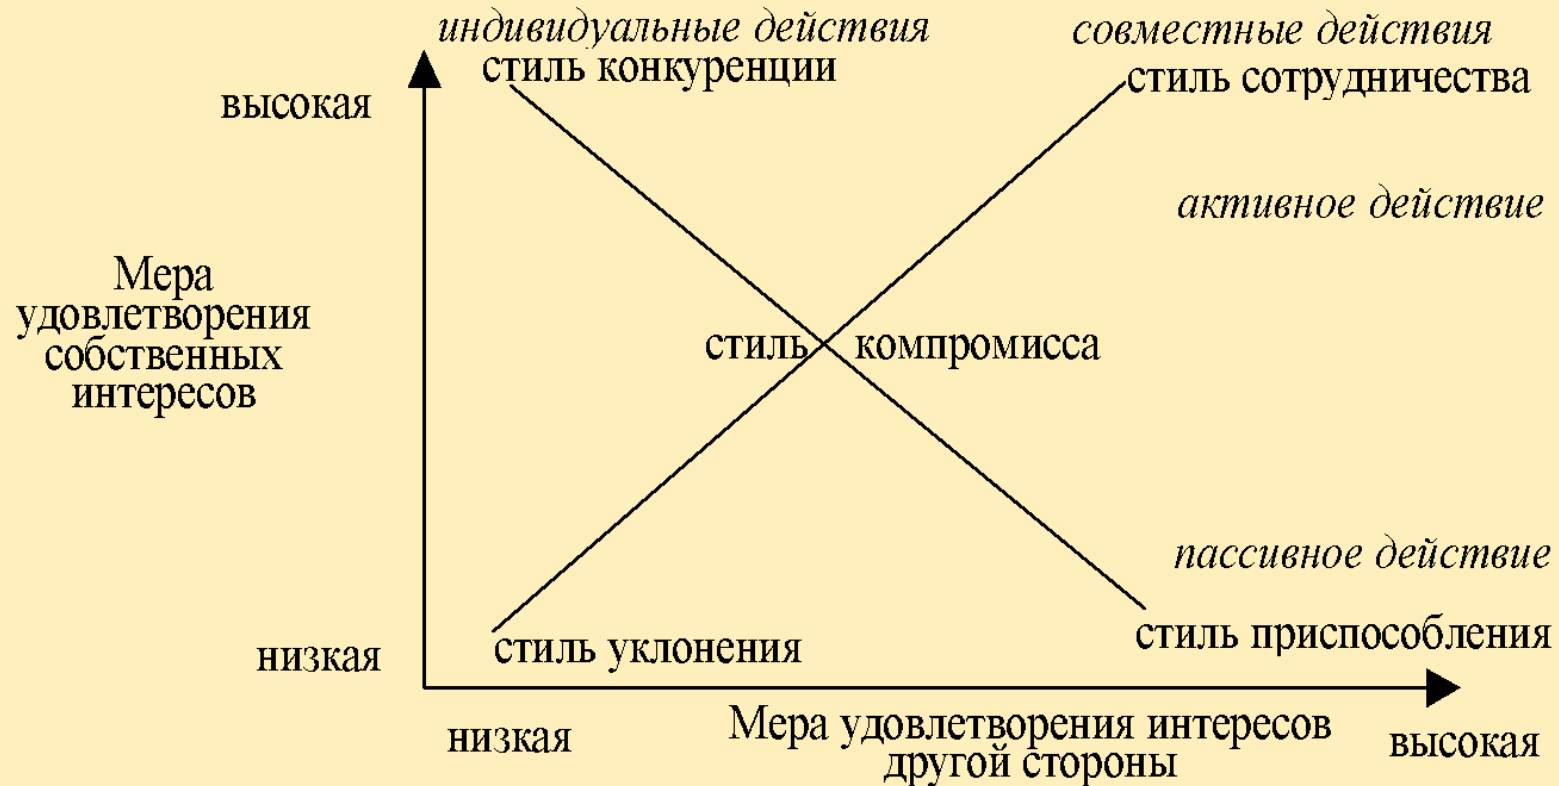 индивидуальные действия
совместные действия
стиль конкуренции
стиль сотрудничества
высокая
активное действие
Мера
удовлетворения
собственных
интересов
стиль компромисса
пассивное действие
стиль приспособления
низкая
стиль уклонения
низкая
Мера удовлетворения интересов
другой стороны
высокая